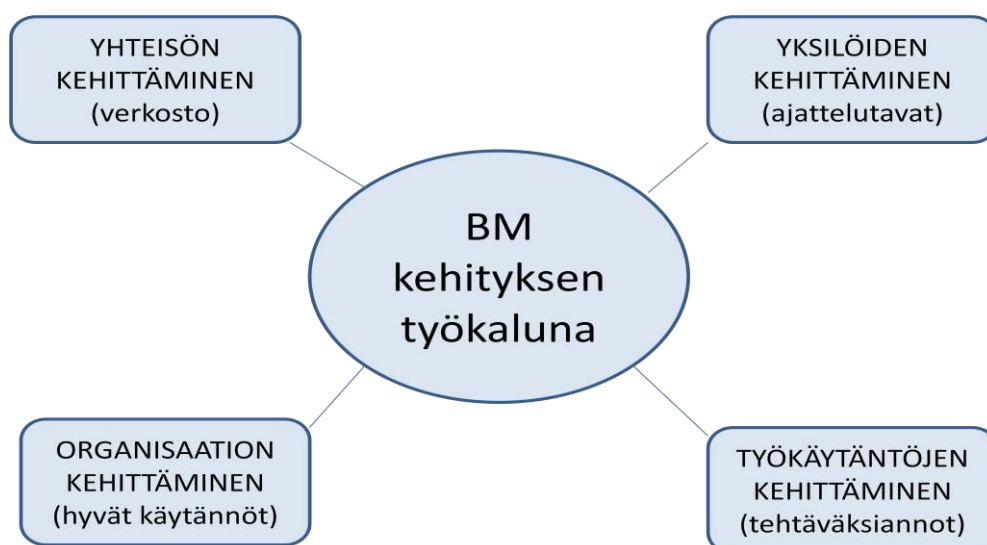 YHTEISÖN
KEHITTÄMINEN
(verkosto)
YKSILÖIDEN
KEHITTÄMINEN
(ajattelutavat)
BM
kehityksen
työkaluna
ORGANISAATION
KEHITTÄMINEN
(hyvät käytännöt)
TYÖKÄYTÄNTÖJEN
KEHITTÄMINEN
(tehtäväksiannot)